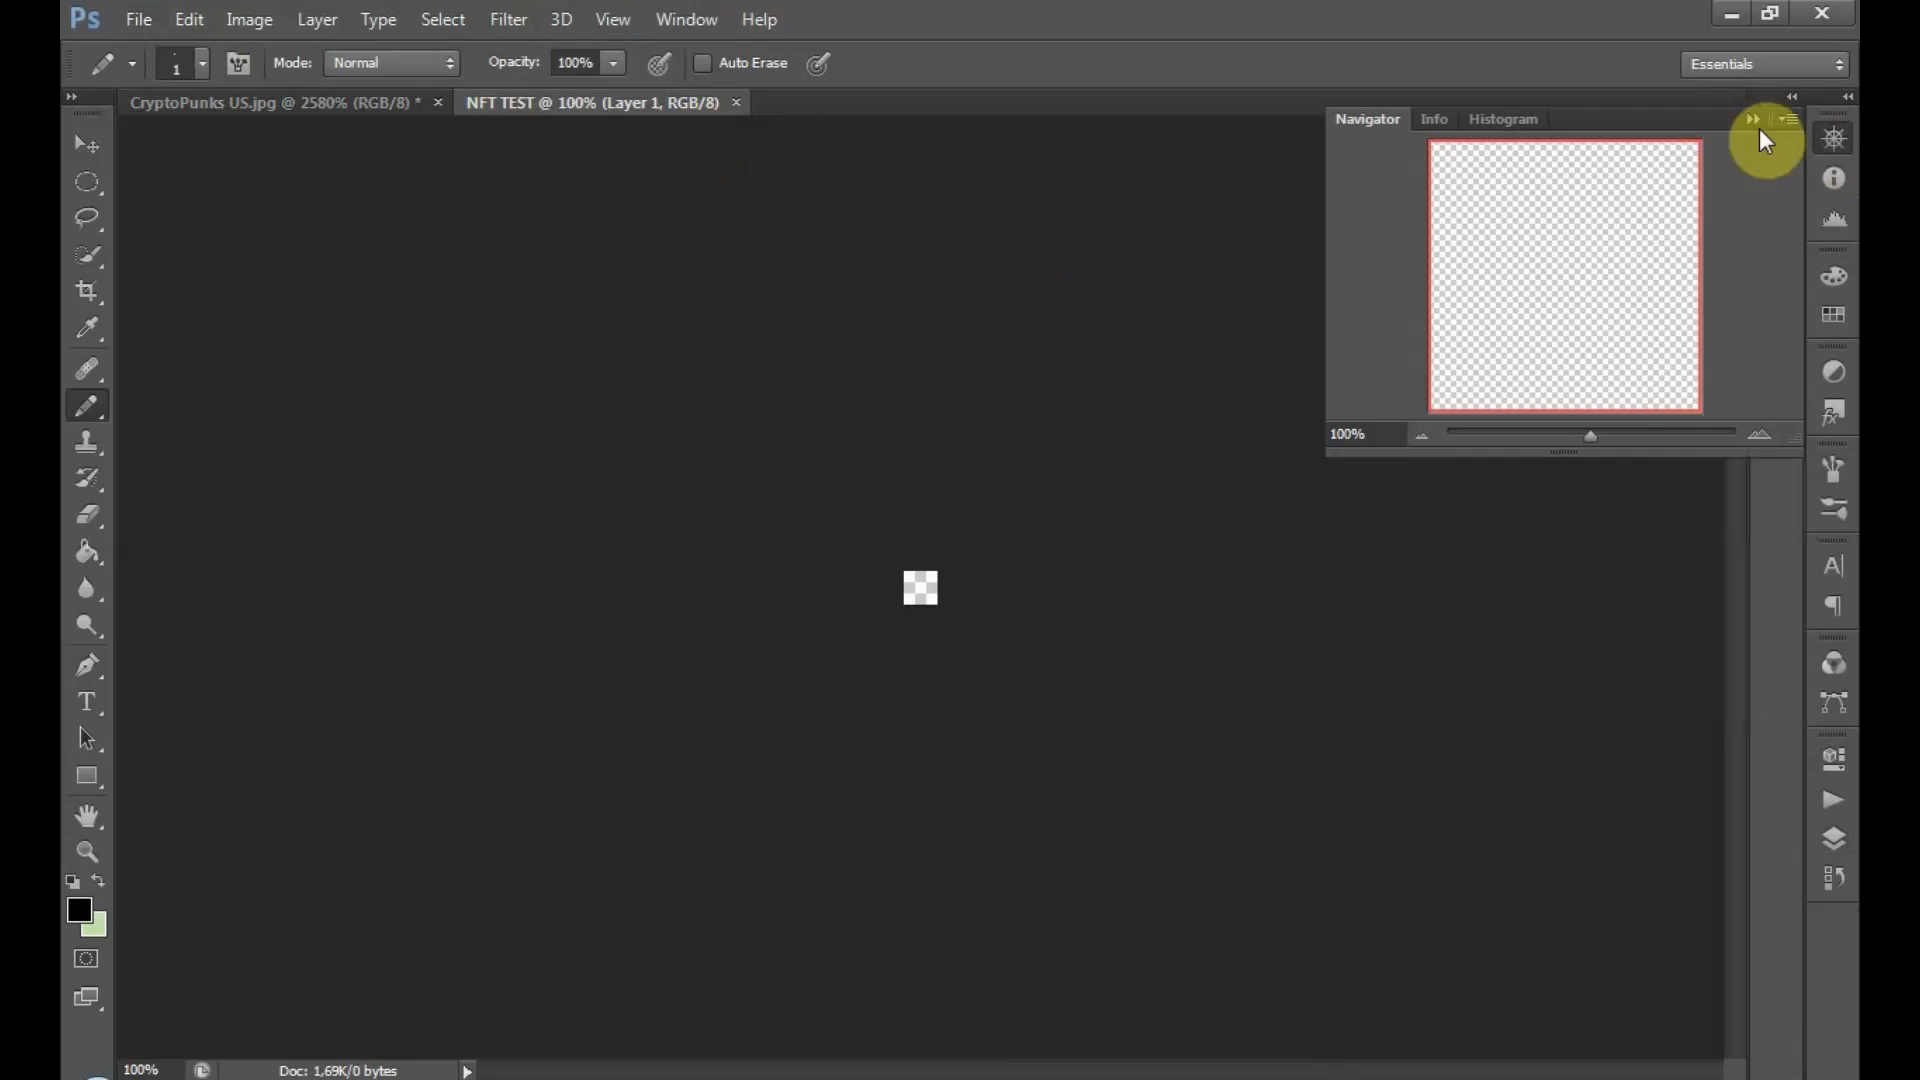 Ps File Edit Image Layer Type Select Filter 3D View Window Help
1 Mode: Normal Opacity: 100% Auto Erase Essentials
CryptoPunks US.jpg @ 2580% (RGB/8) * × NFT TEST @ 100% (Layer 1, RGB/8) ×
Navigator Info Histogram
100%
100% Doc: 1,69K/0 bytes